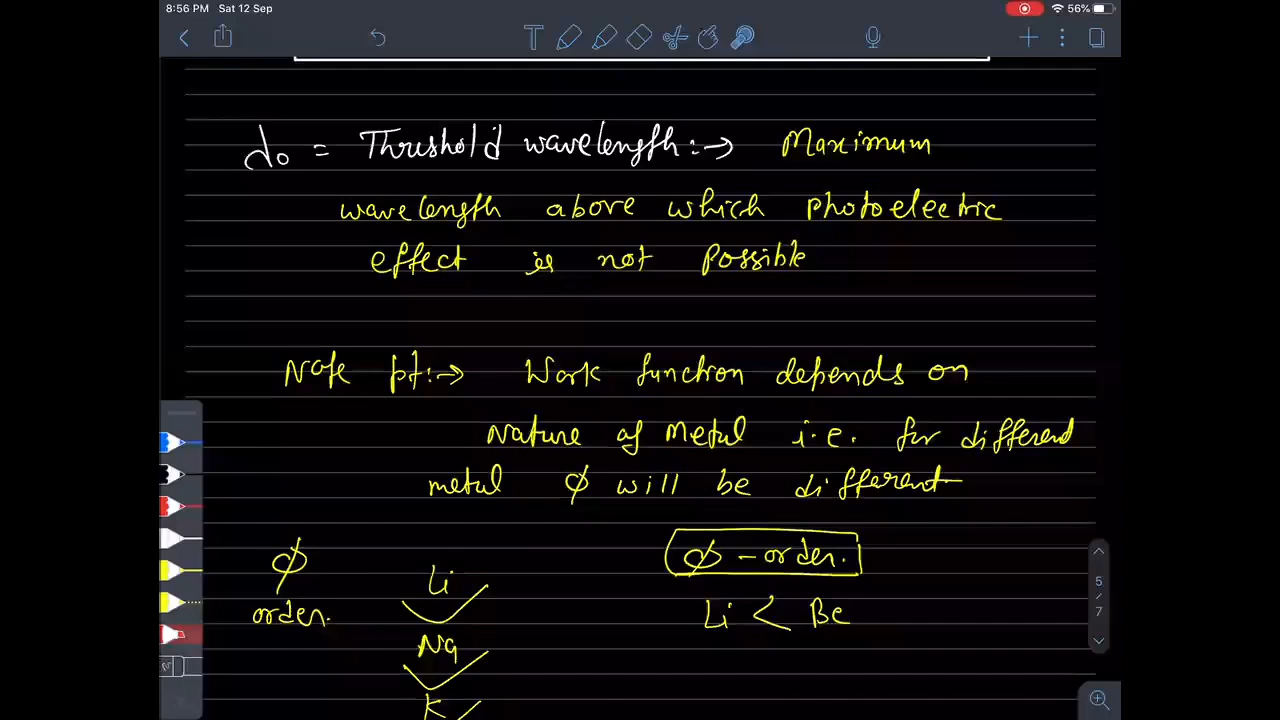 8:56 PM Sat 12 Sep 56%
λ₀ = Threshold wavelength :→ Maximum
wavelength above which photoelectric
effect is not possible
Note pt :→ Work function depends on
Nature of Metal i.e. for different
metal ϕ will be different
ϕ
order.
Li
Na
K
ϕ - order.
Li < Be
5
/
7